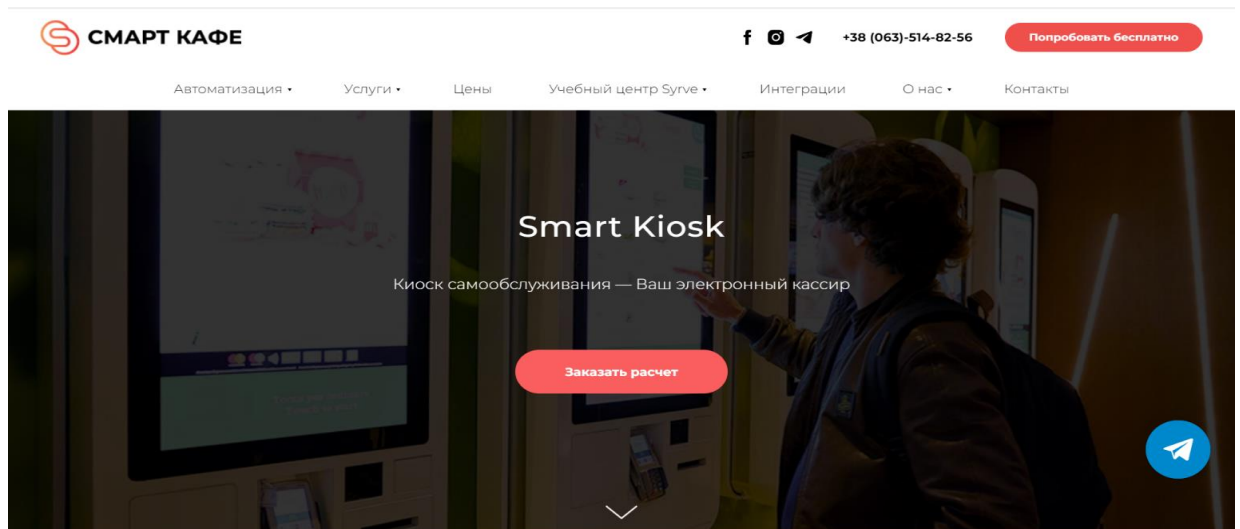 СМАРТ КАФЕ
+38 (063)-514-82-56
Попробовать бесплатно
Автоматизация
Услуги
Цены
Учебный центр Syrve
Интеграции
О нас
Контакты
Smart Kiosk
Киоск самообслуживания — Ваш электронный кассир
Заказать расчет